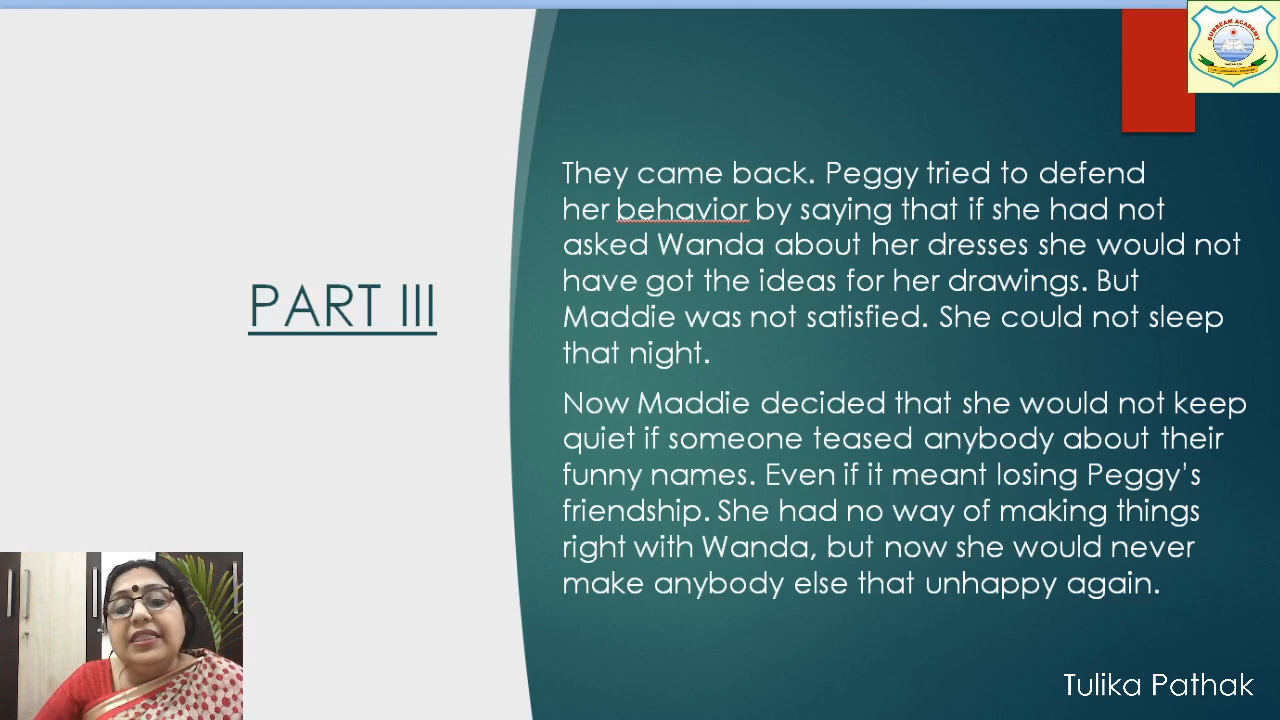 SUNBEAM ACADEMY
PART III
They came back. Peggy tried to defend
her behavior by saying that if she had not
asked Wanda about her dresses she would not
have got the ideas for her drawings. But
Maddie was not satisfied. She could not sleep
that night.
Now Maddie decided that she would not keep
quiet if someone teased anybody about their
funny names. Even if it meant losing Peggy's
friendship. She had no way of making things
right with Wanda, but now she would never
make anybody else that unhappy again.
Tulika Pathak